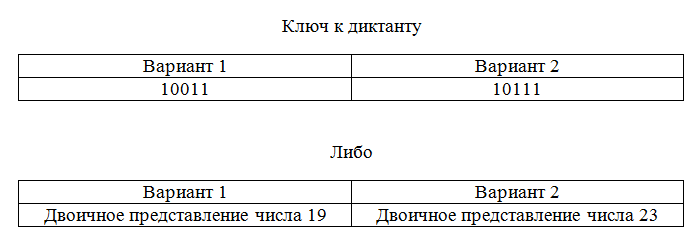 Ключ к диктанту
Вариант 1 Вариант 2
10011 10111
Либо
Вариант 1 Вариант 2
Двоичное представление числа 19 Двоичное представление числа 23